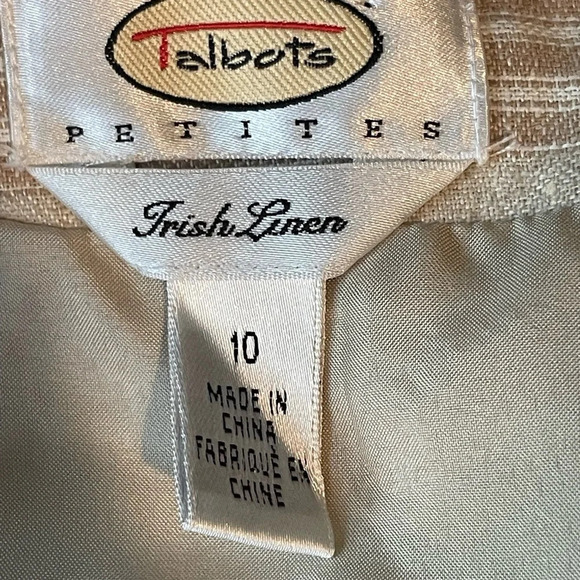 Talbots
PETITES
Irish Linen
10
MADE IN
CHINA
FABRIQUÉ EN
CHINE